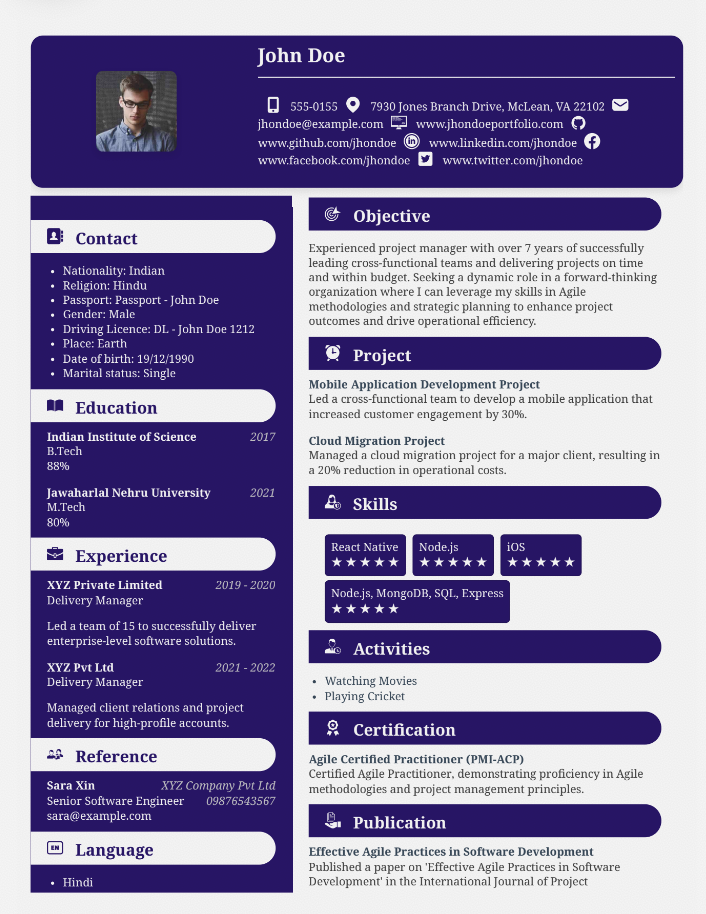 John Doe
555-0155 7930 Jones Branch Drive, McLean, VA 22102
jhondoe@example.com www.jhondoeportfolio.com
www.github.com/jhondoe www.linkedin.com/jhondoe
www.facebook.com/jhondoe www.twitter.com/jhondoe
Contact
• Nationality: Indian
• Religion: Hindu
• Passport: Passport - John Doe
• Gender: Male
• Driving Licence: DL - John Doe 1212
• Place: Earth
• Date of birth: 19/12/1990
• Marital status: Single
Education
Indian Institute of Science 2017
B.Tech
88%
Jawaharlal Nehru University 2021
M.Tech
80%
Experience
XYZ Private Limited 2019 - 2020
Delivery Manager
Led a team of 15 to successfully deliver
enterprise-level software solutions.
XYZ Pvt Ltd 2021 - 2022
Delivery Manager
Managed client relations and project
delivery for high-profile accounts.
Reference
Sara Xin XYZ Company Pvt Ltd
Senior Software Engineer 09876543567
sara@example.com
EN Language
• Hindi
Objective
Experienced project manager with over 7 years of successfully
leading cross-functional teams and delivering projects on time
and within budget. Seeking a dynamic role in a forward-thinking
organization where I can leverage my skills in Agile
methodologies and strategic planning to enhance project
outcomes and drive operational efficiency.
Project
Mobile Application Development Project
Led a cross-functional team to develop a mobile application that
increased customer engagement by 30%.
Cloud Migration Project
Managed a cloud migration project for a major client, resulting in
a 20% reduction in operational costs.
Skills
React Native Node.js iOS
★★★★★ ★★★★★ ★★★★★
Node.js, MongoDB, SQL, Express
★★★★★
Activities
• Watching Movies
• Playing Cricket
Certification
Agile Certified Practitioner (PMI-ACP)
Certified Agile Practitioner, demonstrating proficiency in Agile
methodologies and project management principles.
Publication
Effective Agile Practices in Software Development
Published a paper on 'Effective Agile Practices in Software
Development' in the International Journal of Project